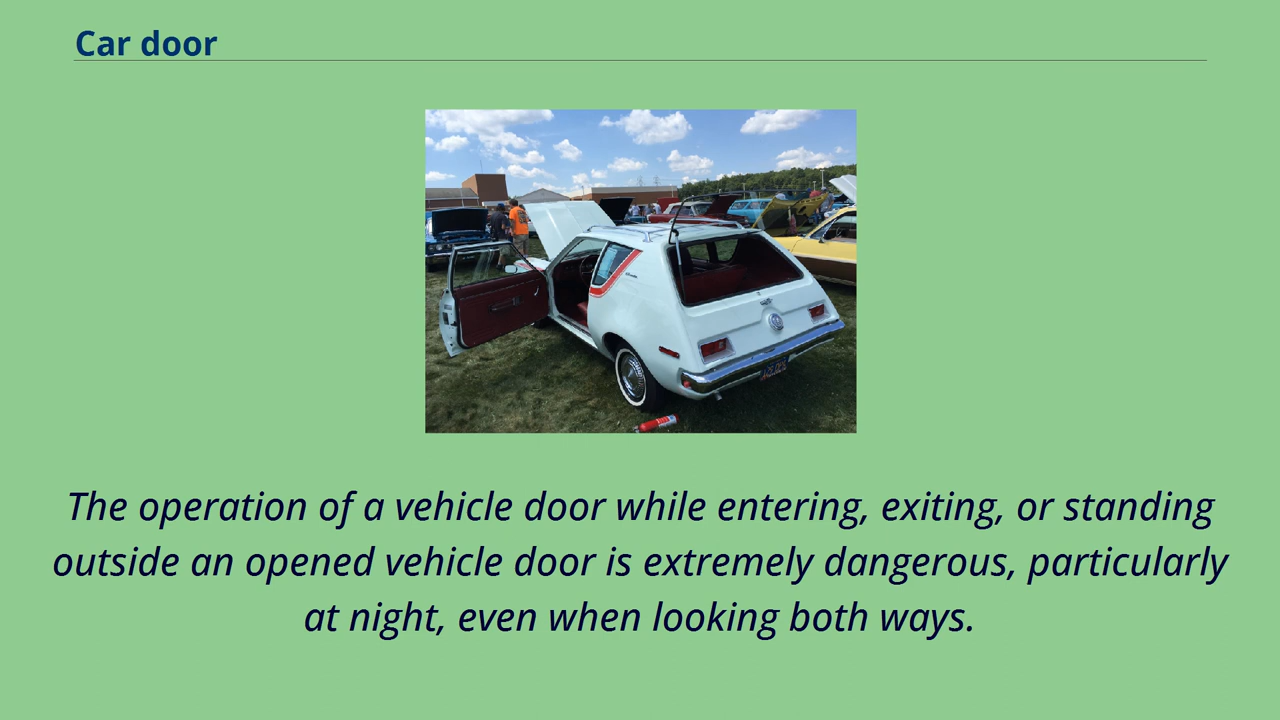 Car door
The operation of a vehicle door while entering, exiting, or standing
outside an opened vehicle door is extremely dangerous, particularly
at night, even when looking both ways.